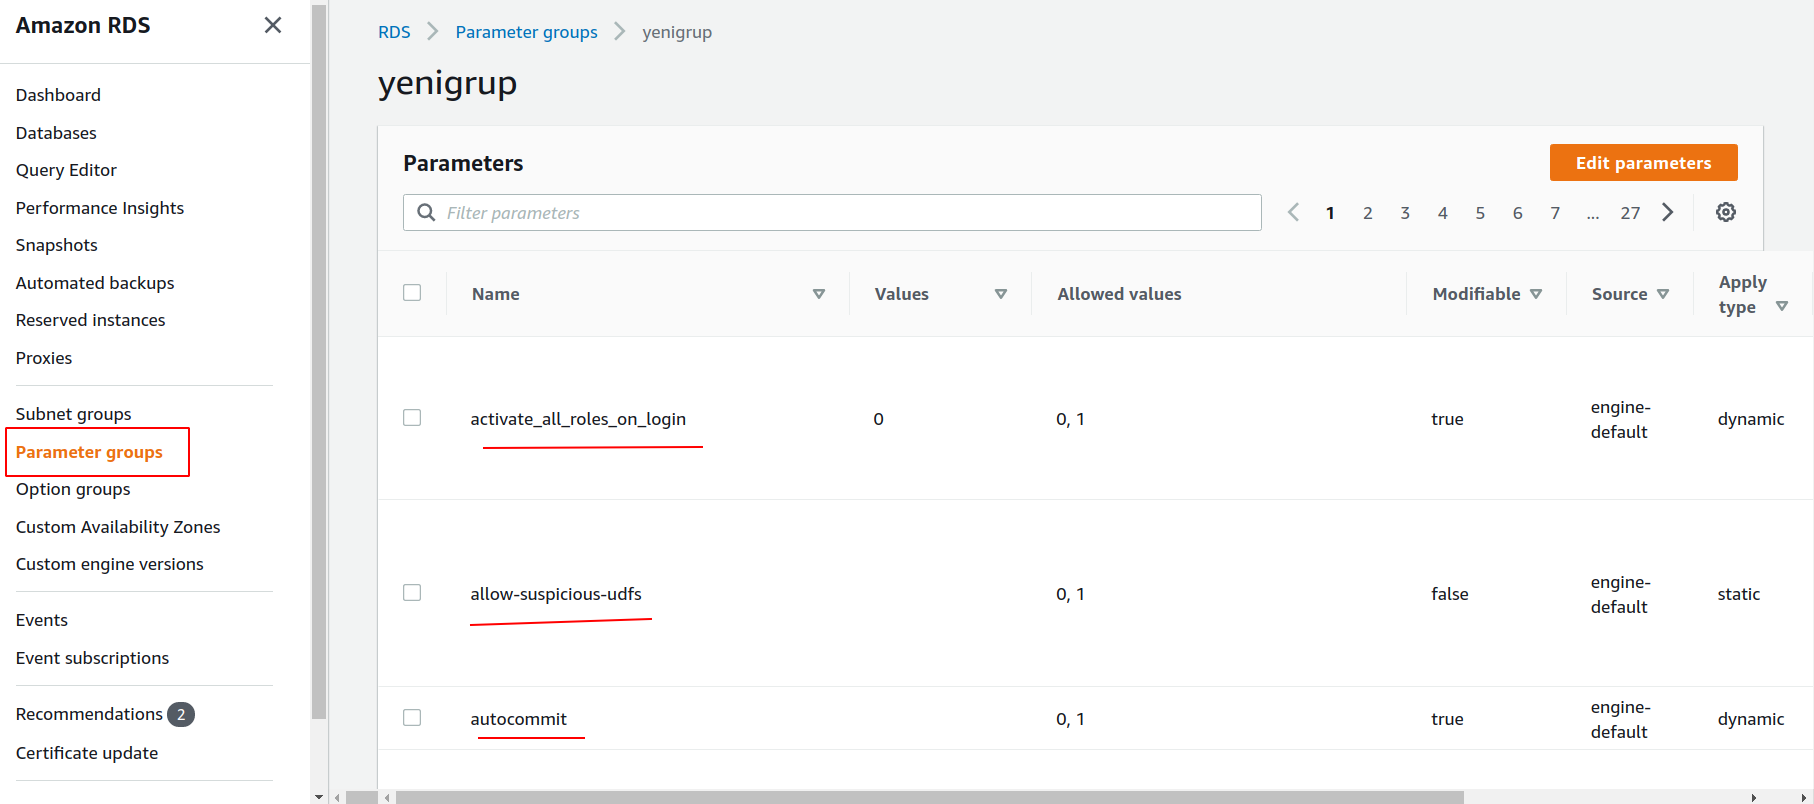 Amazon RDS
Dashboard
Databases
Query Editor
Performance Insights
Snapshots
Automated backups
Reserved instances
Proxies
Subnet groups
Parameter groups
Option groups
Custom Availability Zones
Custom engine versions
Events
Event subscriptions
Recommendations 2
Certificate update
RDS Parameter groups yenigrup
yenigrup
Parameters Edit parameters
Filter parameters 1 2 3 4 5 6 7 ... 27
Name Values Allowed values Modifiable Source Apply type
activate_all_roles_on_login 0 0, 1 true engine-default dynamic
allow-suspicious-udfs 0, 1 false engine-default static
autocommit 0, 1 true engine-default dynamic